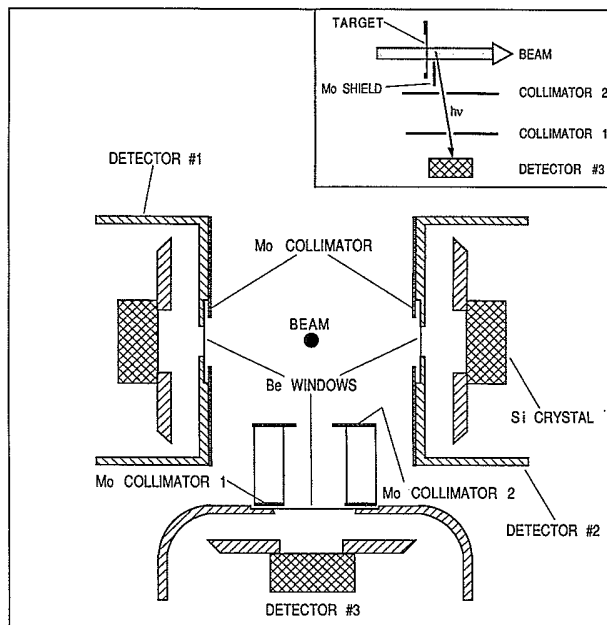 TARGET
BEAM
Mo SHIELD
COLLIMATOR 2
hν
COLLIMATOR 1
DETECTOR #3
DETECTOR #1
Mo COLLIMATOR
BEAM
Be WINDOWS
Si CRYSTAL
Mo COLLIMATOR 1
Mo COLLIMATOR 2
DETECTOR #2
DETECTOR #3